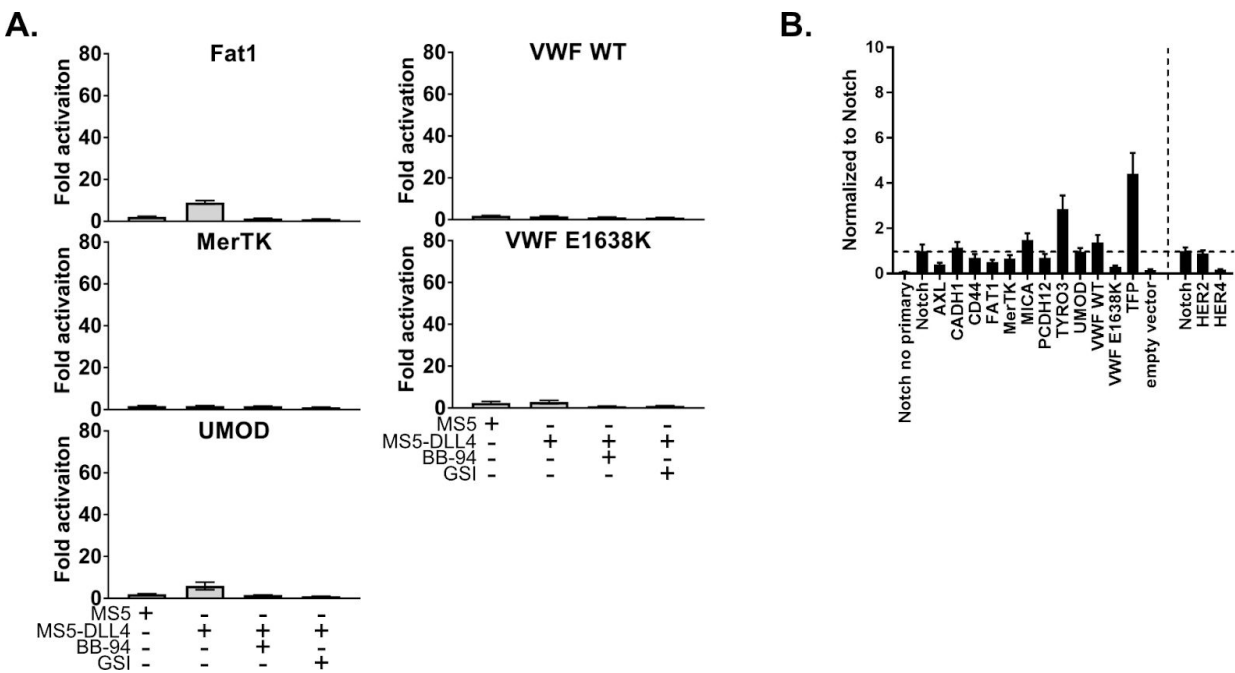 A.
Fat1
Fold activaiton
80
60
40
20
0
VWF WT
Fold activation
80
60
40
20
0
MerTK
Fold activaiton
80
60
40
20
0
VWF E1638K
Fold activation
80
60
40
20
0
MS5 + - - -
MS5-DLL4 - + + +
BB-94 - - + -
GSI - - - +
UMOD
Fold activaiton
80
60
40
20
0
MS5 + - - -
MS5-DLL4 - + + +
BB-94 - - + -
GSI - - - +
B.
Normalized to Notch
10
8
6
4
2
0
Notch no primary
Notch
AXL
CADH1
CD44
FAT1
MerTK
MICA
PCDH12
TYRO3
UMOD
VWF WT
VWF E1638K
TFP
empty vector
Notch
HER2
HER4